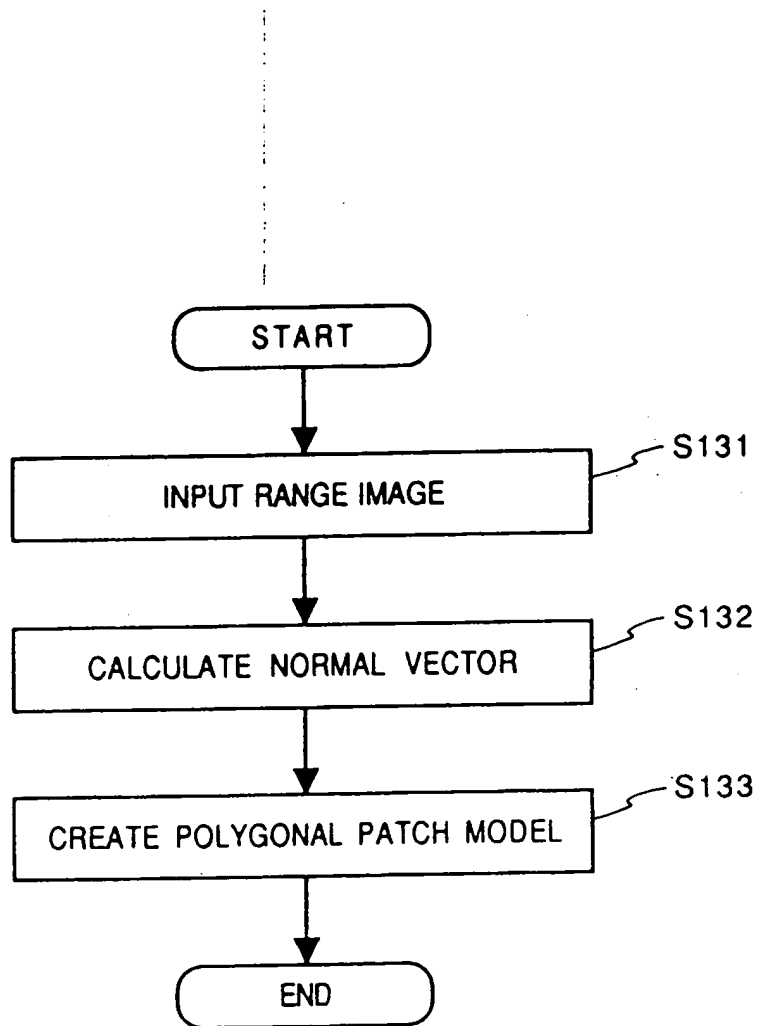 START
S131
INPUT RANGE IMAGE
S132
CALCULATE NORMAL VECTOR
S133
CREATE POLYGONAL PATCH MODEL
END